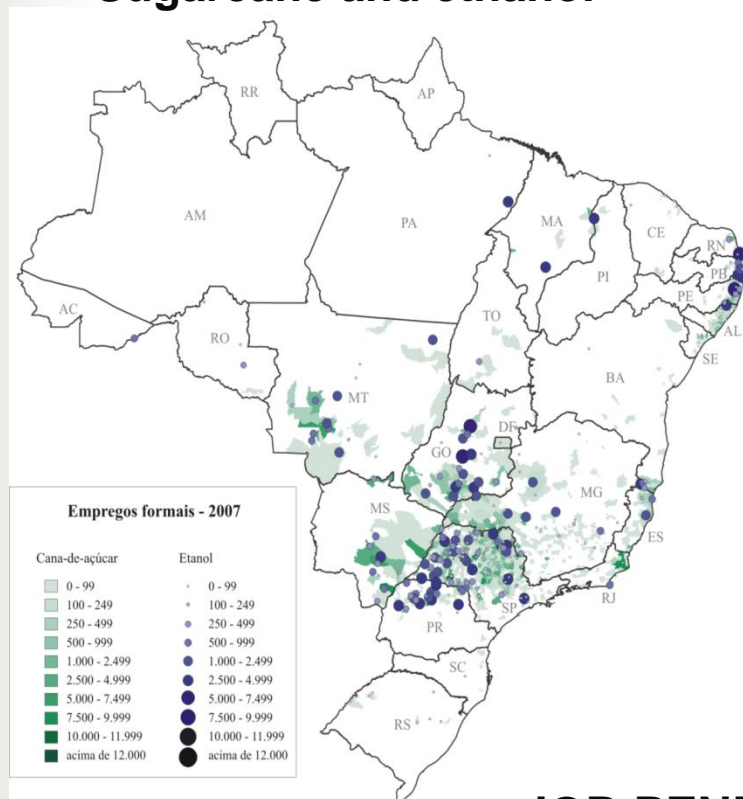 Sugarcane and ethanol
RR
AP
AM
PA
MA
CE
RN
PB
PI
PE
AC
AL
TO
RO
SE
BA
MT
DF
GO
MG
MS
ES
SP
RJ
PR
SC
RS
Empregos formais - 2007
Cana-de-açúcar Etanol
0 - 99 0 - 99
100 - 249 100 - 249
250 - 499 250 - 499
500 - 999 500 - 999
1.000 - 2.499 1.000 - 2.499
2.500 - 4.999 2.500 - 4.999
5.000 - 7.499 5.000 - 7.499
7.500 - 9.999 7.500 - 9.999
10.000 - 11.999 10.000 - 11.999
acima de 12.000 acima de 12.000